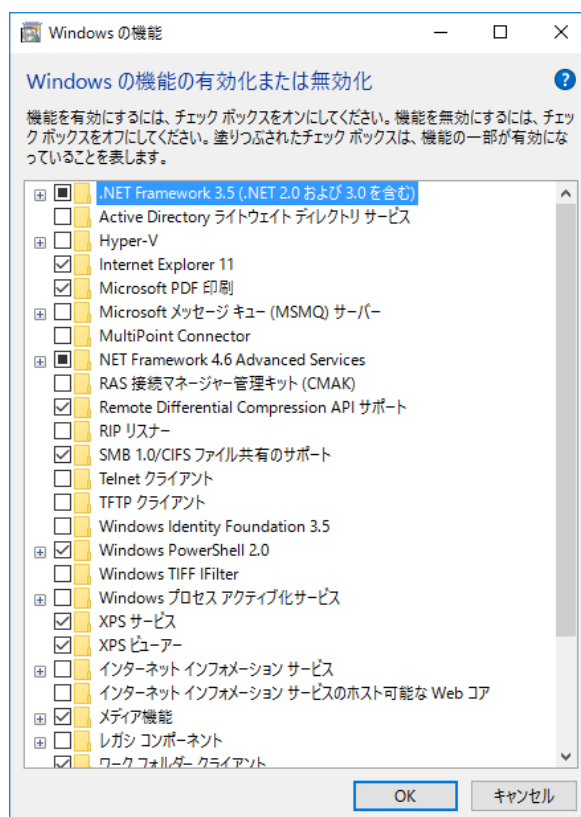 Windows の機能
Windows の機能の有効化または無効化
機能を有効にするには、チェック ボックスをオンにしてください。機能を無効にするには、チェッ
ク ボックスをオフにしてください。塗りつぶされたチェック ボックスは、機能の一部が有効にな
っていることを表します。
.NET Framework 3.5 (.NET 2.0 および 3.0 を含む)
Active Directory ライトウェイト ディレクトリ サービス
Hyper-V
Internet Explorer 11
Microsoft PDF 印刷
Microsoft メッセージ キュー (MSMQ) サーバー
MultiPoint Connector
NET Framework 4.6 Advanced Services
RAS 接続マネージャー管理キット (CMAK)
Remote Differential Compression API サポート
RIP リスナー
SMB 1.0/CIFS ファイル共有のサポート
Telnet クライアント
TFTP クライアント
Windows Identity Foundation 3.5
Windows PowerShell 2.0
Windows TIFF IFilter
Windows プロセス アクティブ化サービス
XPS サービス
XPS ビューアー
インターネット インフォメーション サービス
インターネット インフォメーション サービスのホスト可能な Web コア
メディア機能
レガシ コンポーネント
ワーク フォルダー クライアント
OK
キャンセル